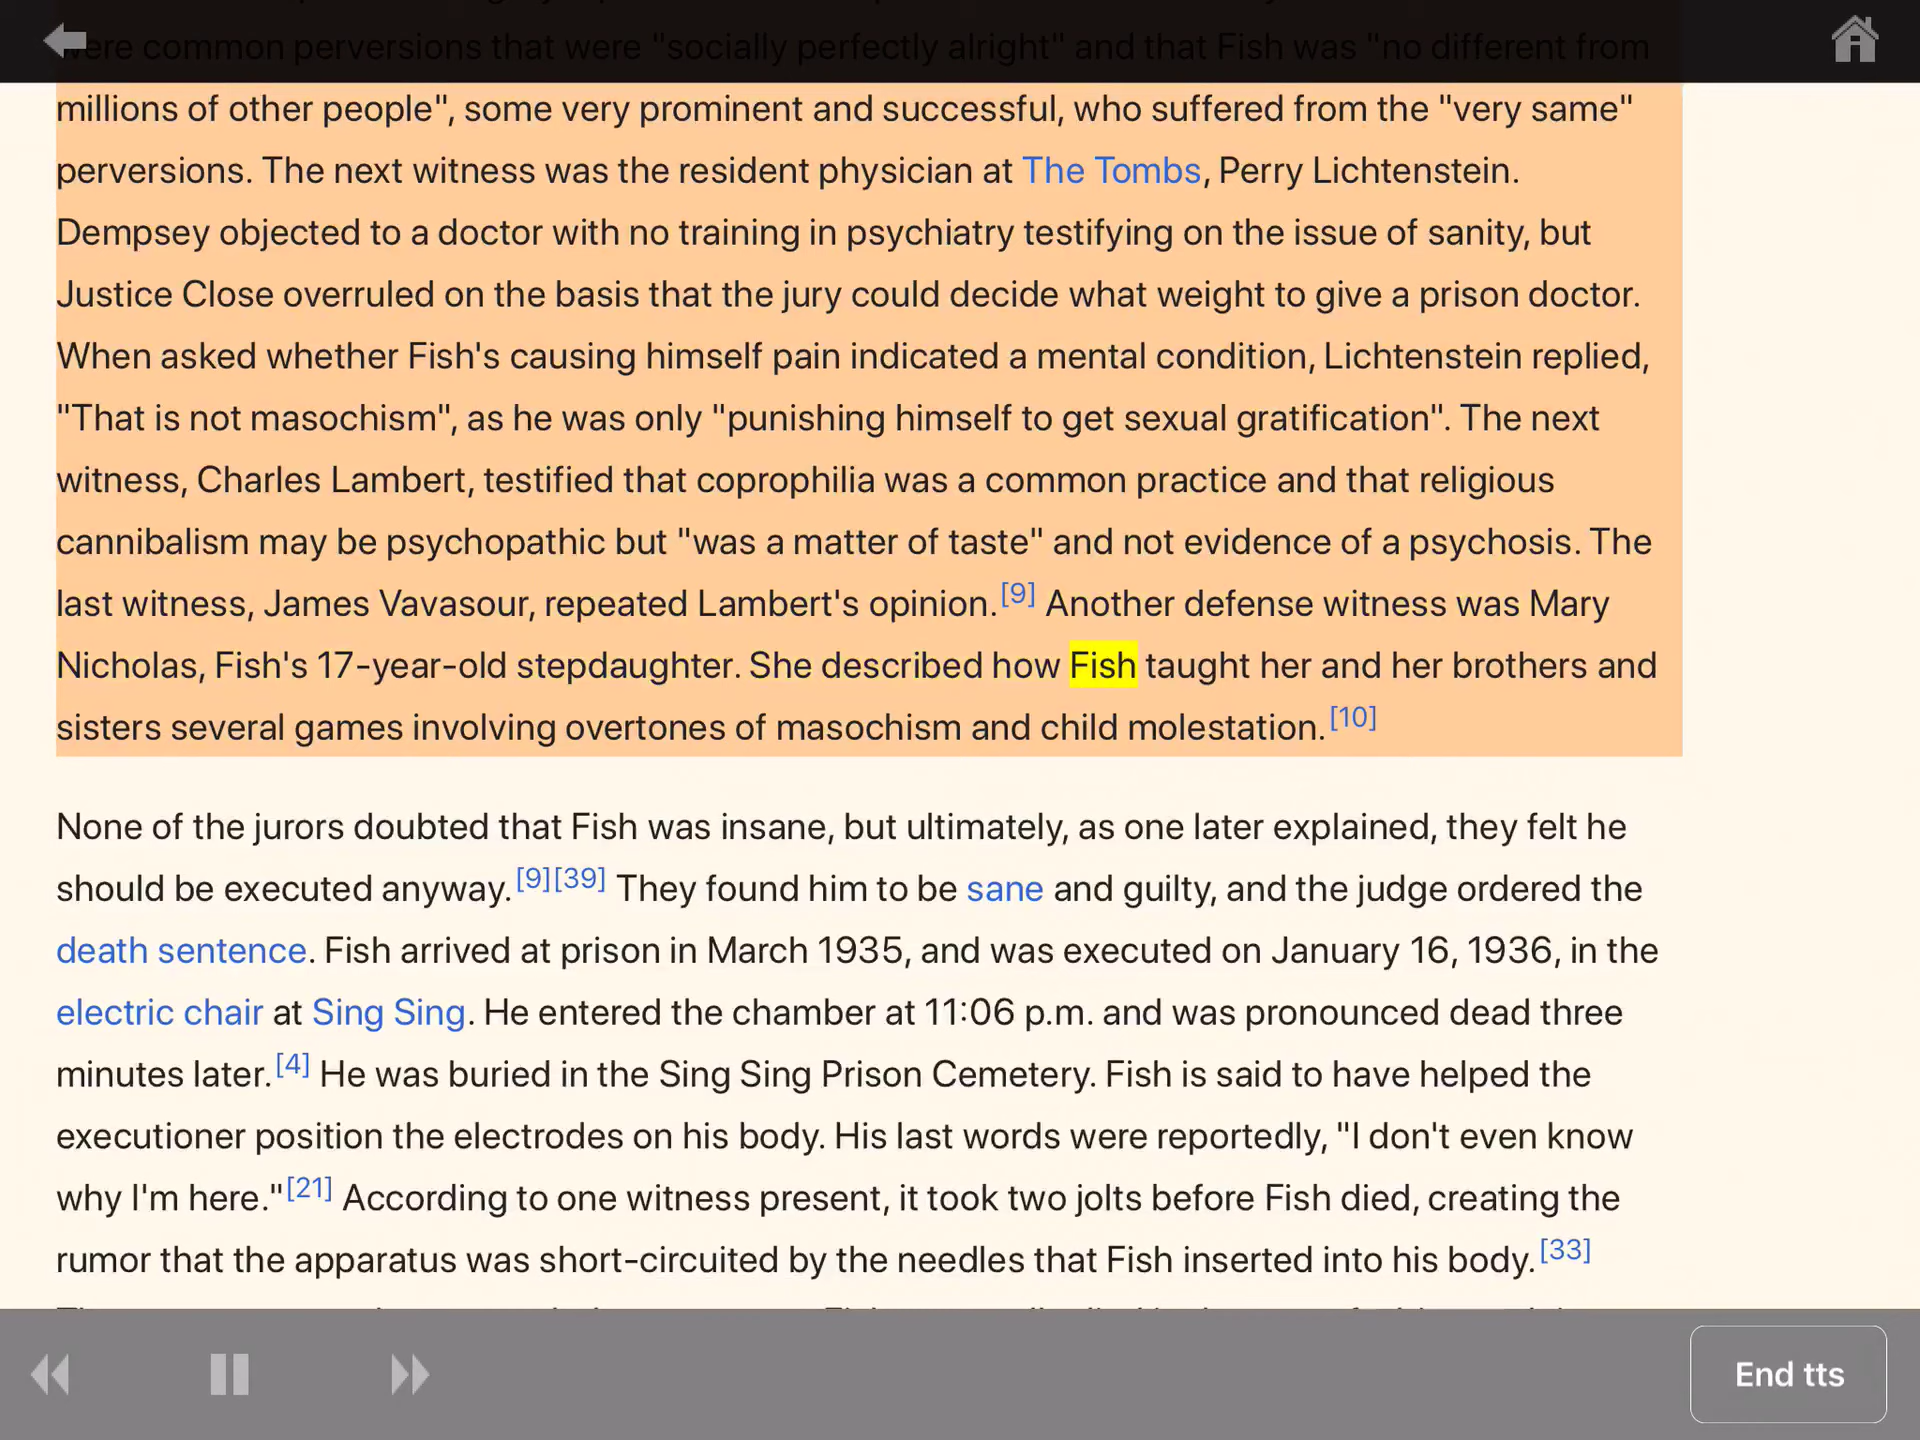 were common perversions that were "socially perfectly alright" and that Fish was "no different from
millions of other people", some very prominent and successful, who suffered from the "very same"
perversions. The next witness was the resident physician at The Tombs, Perry Lichtenstein.
Dempsey objected to a doctor with no training in psychiatry testifying on the issue of sanity, but
Justice Close overruled on the basis that the jury could decide what weight to give a prison doctor.
When asked whether Fish's causing himself pain indicated a mental condition, Lichtenstein replied,
"That is not masochism", as he was only "punishing himself to get sexual gratification". The next
witness, Charles Lambert, testified that coprophilia was a common practice and that religious
cannibalism may be psychopathic but "was a matter of taste" and not evidence of a psychosis. The
last witness, James Vavasour, repeated Lambert's opinion.[9] Another defense witness was Mary
Nicholas, Fish's 17-year-old stepdaughter. She described how Fish taught her and her brothers and
sisters several games involving overtones of masochism and child molestation.[10]
None of the jurors doubted that Fish was insane, but ultimately, as one later explained, they felt he
should be executed anyway.[9][39] They found him to be sane and guilty, and the judge ordered the
death sentence. Fish arrived at prison in March 1935, and was executed on January 16, 1936, in the
electric chair at Sing Sing. He entered the chamber at 11:06 p.m. and was pronounced dead three
minutes later.[4] He was buried in the Sing Sing Prison Cemetery. Fish is said to have helped the
executioner position the electrodes on his body. His last words were reportedly, "I don't even know
why I'm here."[21] According to one witness present, it took two jolts before Fish died, creating the
rumor that the apparatus was short-circuited by the needles that Fish inserted into his body.[33]
End tts